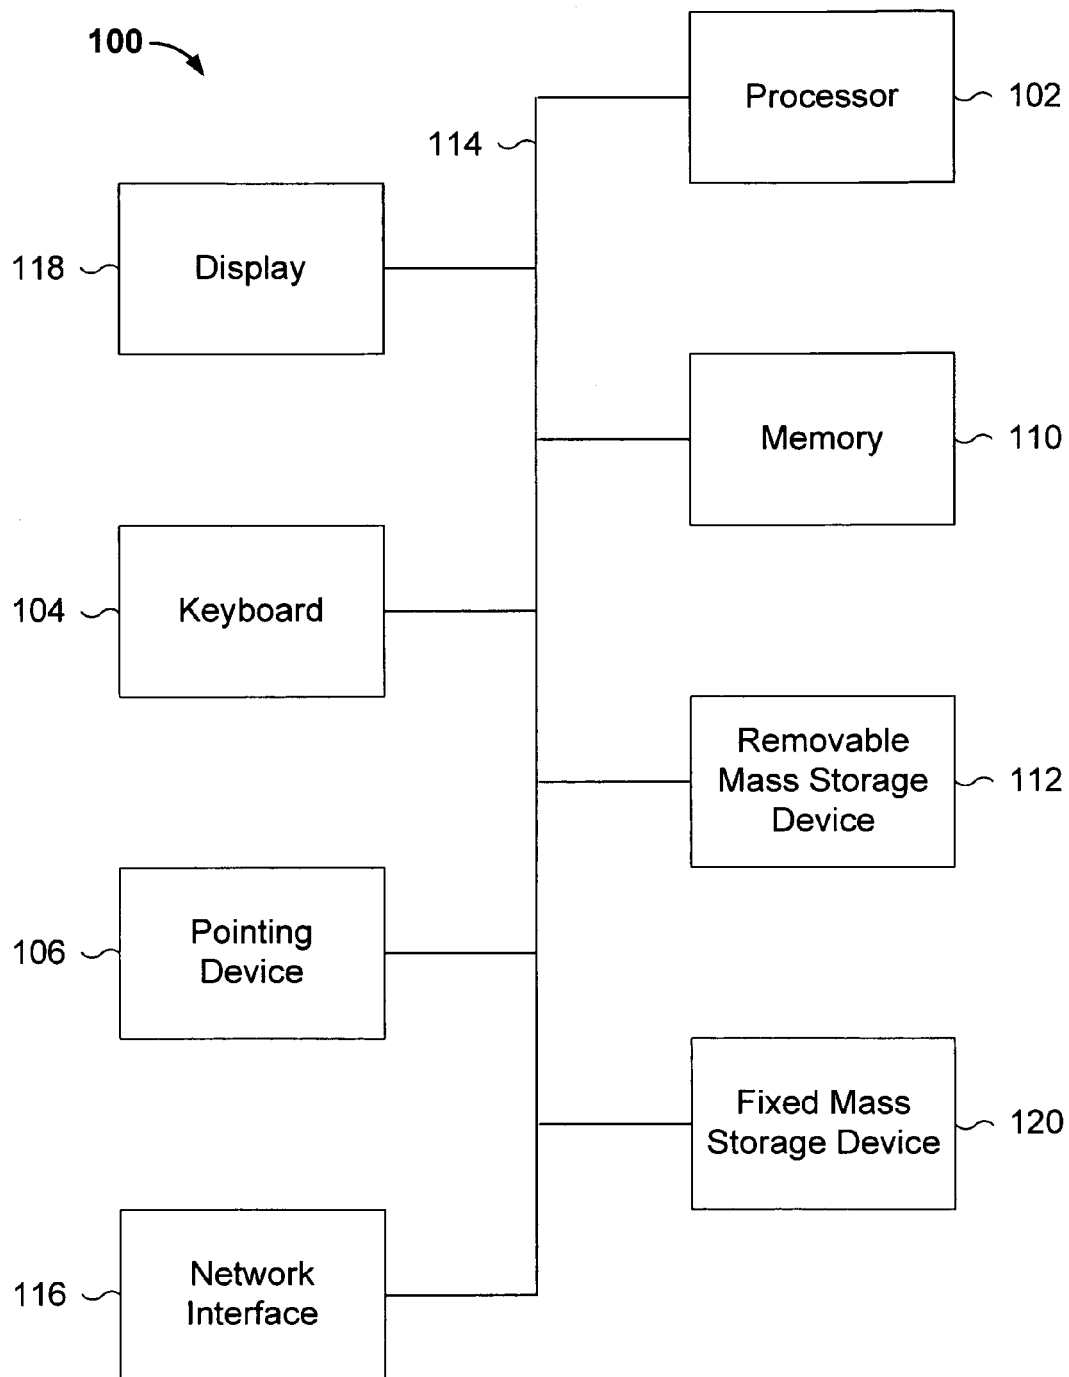 100
Processor
102
114
118
Display
Memory
110
104
Keyboard
Removable
Mass Storage
Device
112
106
Pointing
Device
Fixed Mass
Storage Device
120
116
Network
Interface